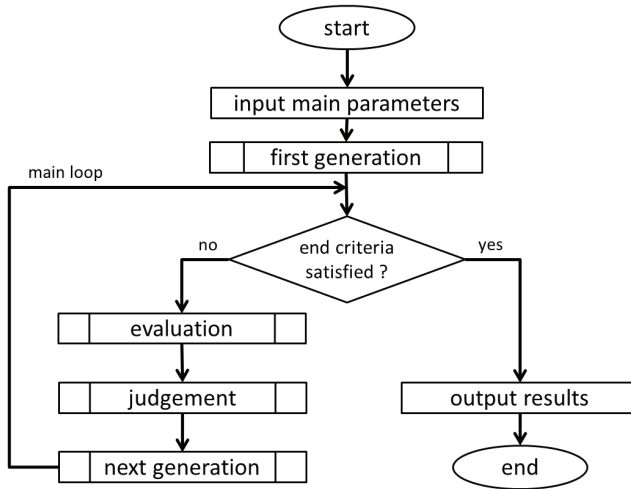 start
input main parameters
first generation
main loop
no
end criteria
satisfied ?
yes
evaluation
judgement
output results
next generation
end